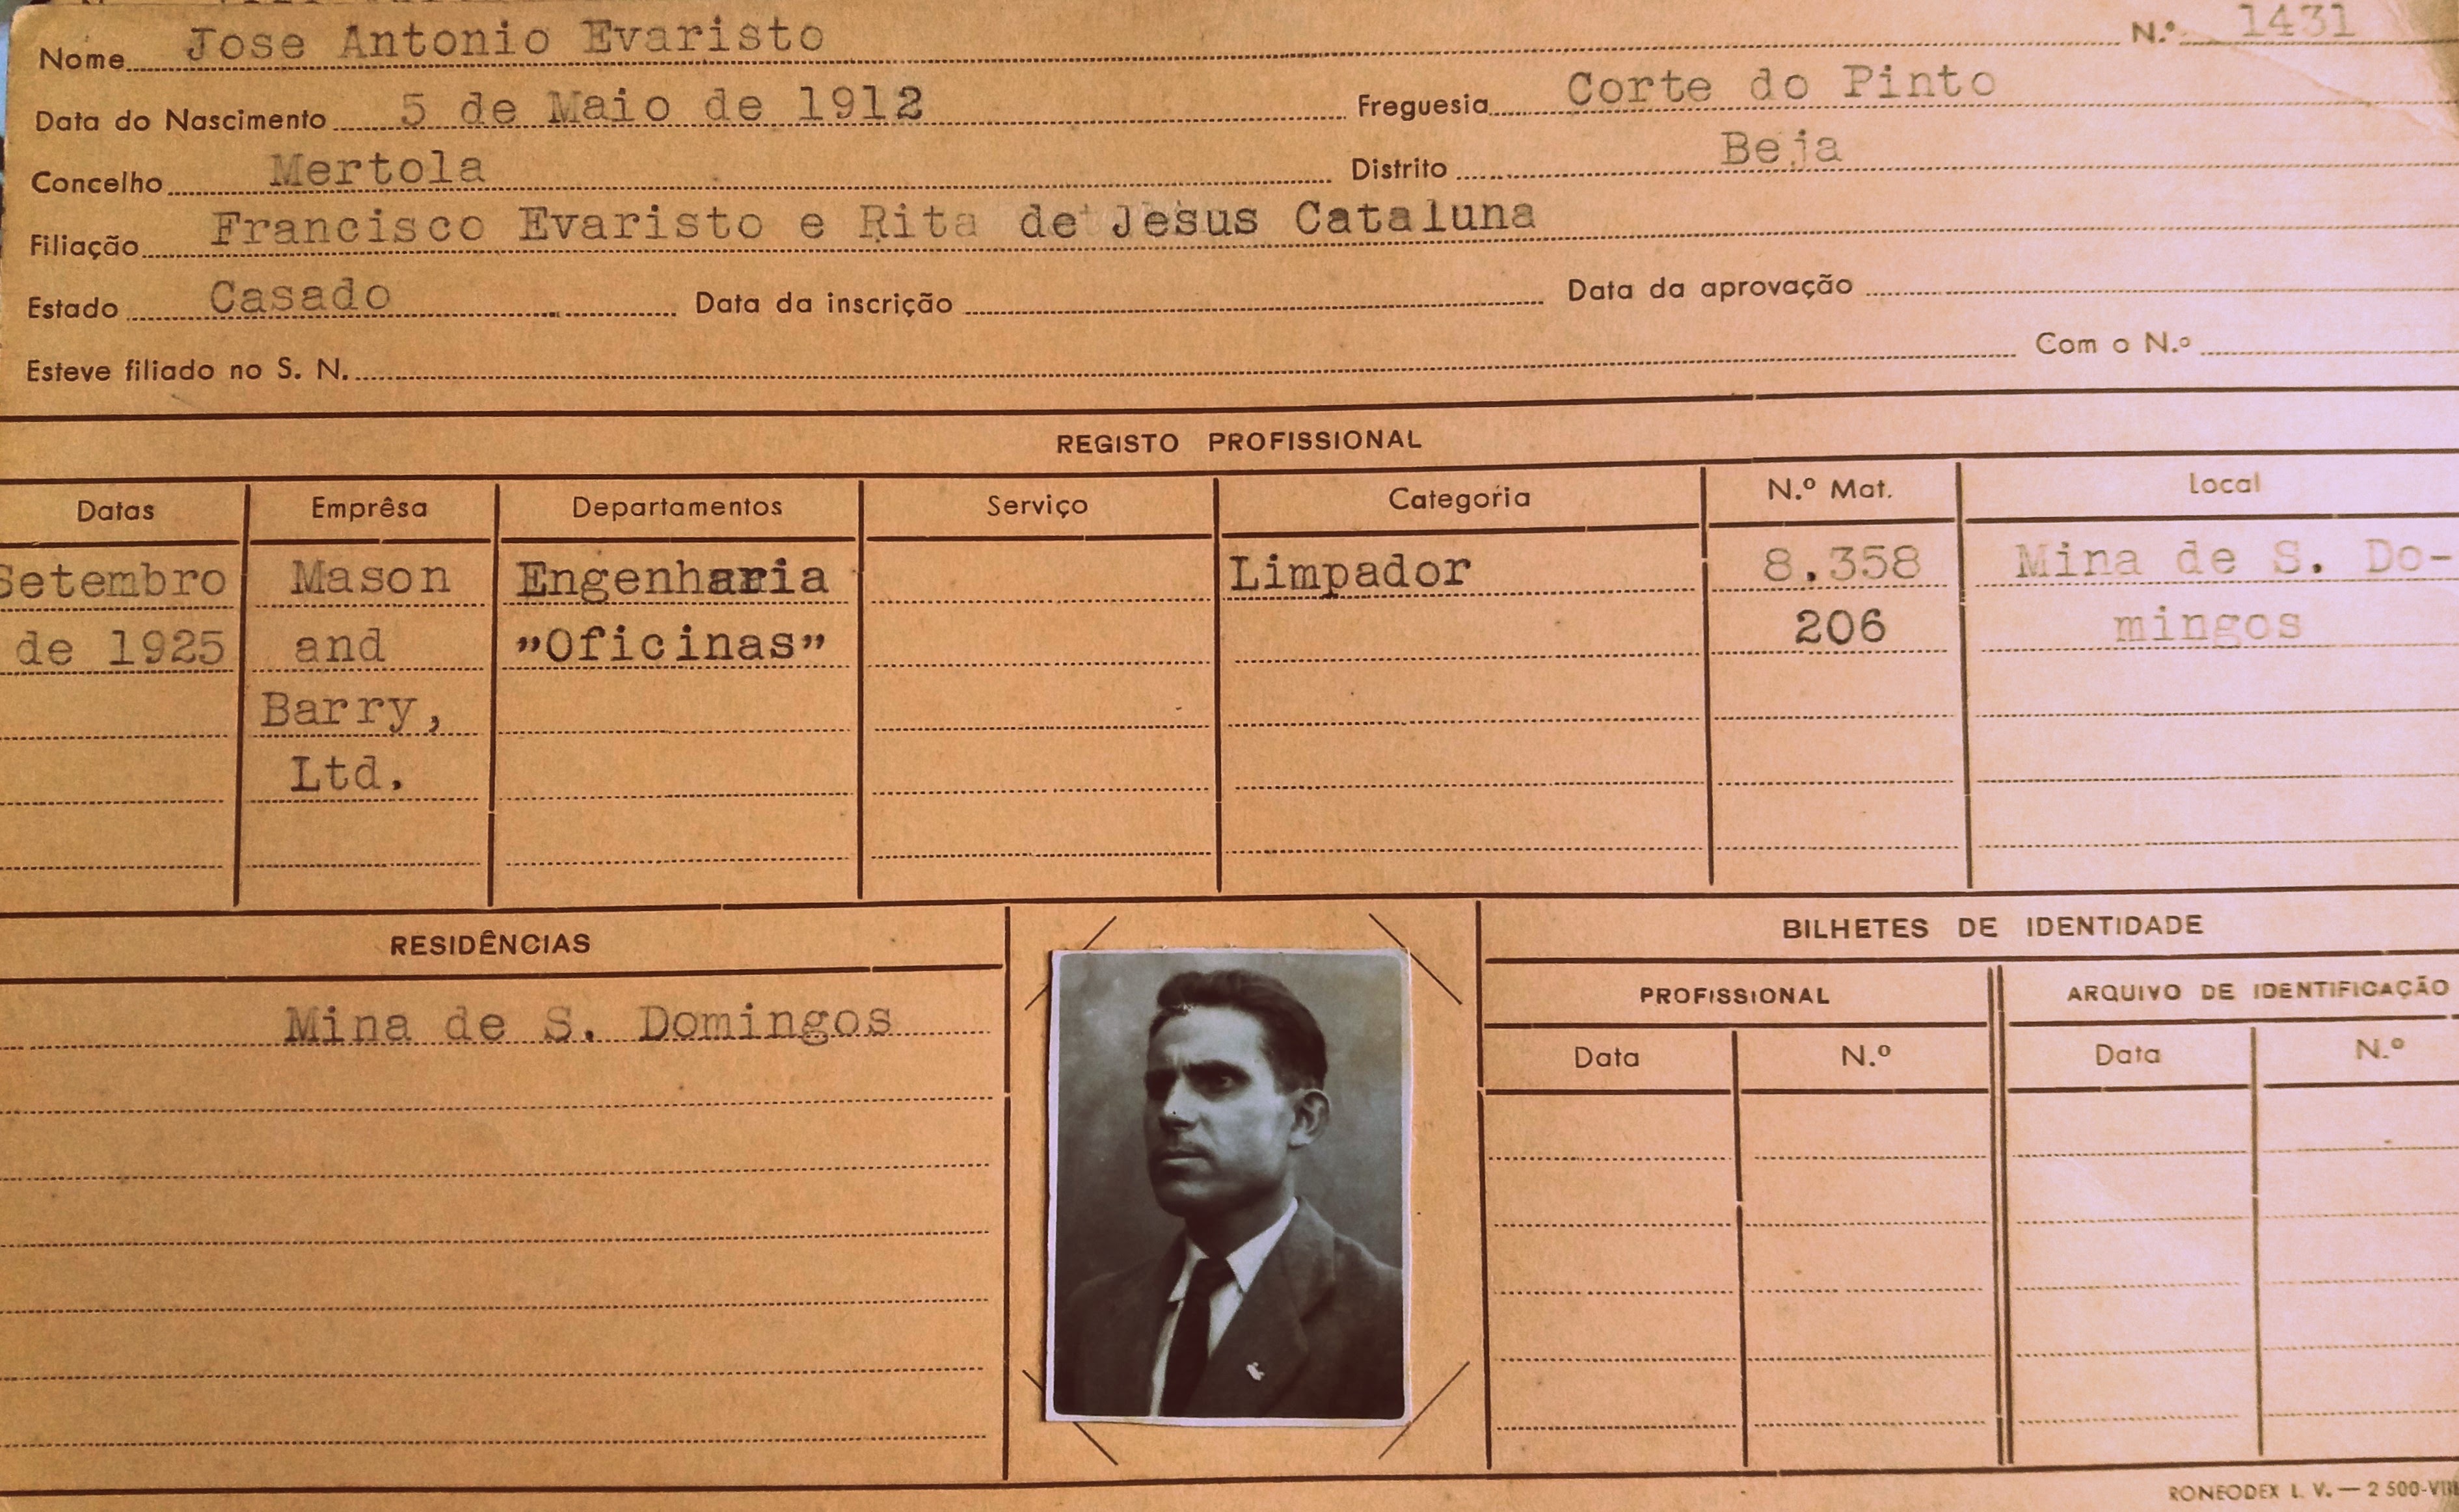 Nome Jose Antonio Evaristo N.º 1431
Data do Nascimento 5 de Maio de 1912 Freguesia Corte do Pinto
Concelho Mertola Distrito Beja
Filiação Francisco Evaristo e Rita de Jesus Cataluna
Estado Casado Data da inscrição Data da aprovação
Esteve filiado no S. N. Com o N.º
REGISTO PROFISSIONAL
Datas Emprêsa Departamentos Serviço Categoria N.º Mat. Local
Setembro Mason Engenharia Limpador 8.358 Mina de S. Do-
de 1925 and "Oficinas" 206 mingos
Barry,
Ltd.
RESIDÊNCIAS
Mina de S. Domingos
BILHETES DE IDENTIDADE
PROFISSIONAL ARQUIVO DE IDENTIFICAÇÃO
Data N.º Data N.º
RONEODEX L. V. — 2 500-VIII